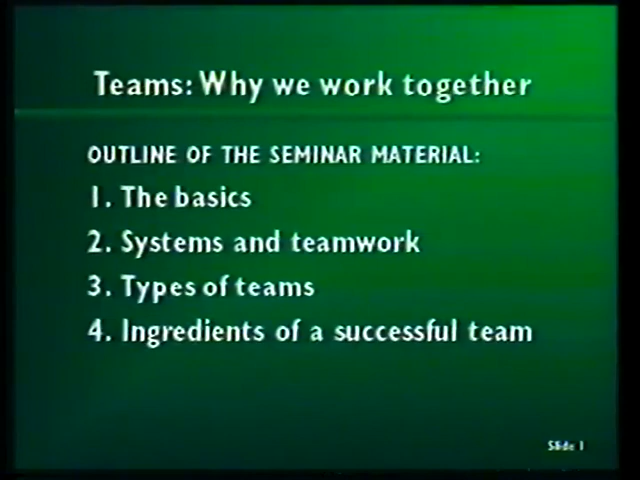 Teams: Why we work together
OUTLINE OF THE SEMINAR MATERIAL:
1. The basics
2. Systems and teamwork
3. Types of teams
4. Ingredients of a successful team
Slide 1